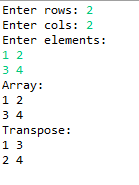 Enter rows: 2
Enter cols: 2
Enter elements:
1 2
3 4
Array:
1 2
3 4
Transpose:
1 3
2 4